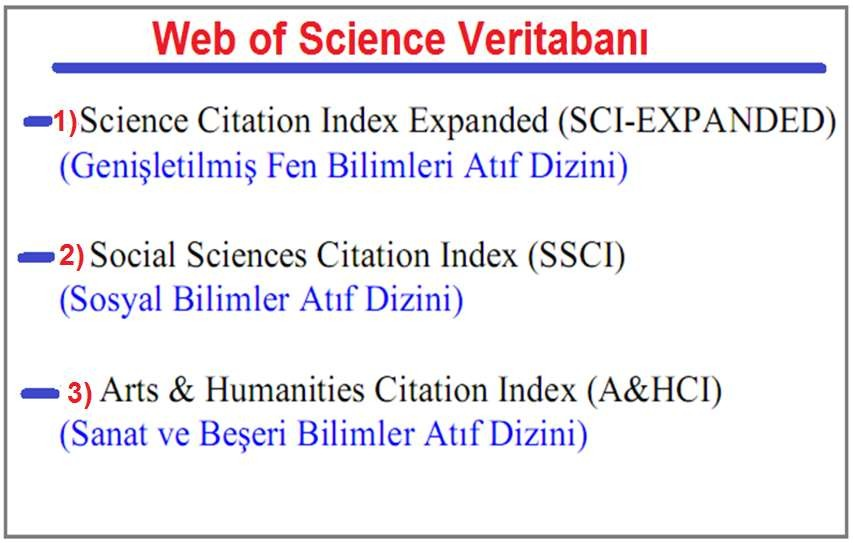 Web of Science Veritabanı
1) Science Citation Index Expanded (SCI-EXPANDED)
(Genişletilmiş Fen Bilimleri Atıf Dizini)
2) Social Sciences Citation Index (SSCI)
(Sosyal Bilimler Atıf Dizini)
3) Arts & Humanities Citation Index (A&HCI)
(Sanat ve Beşeri Bilimler Atıf Dizini)